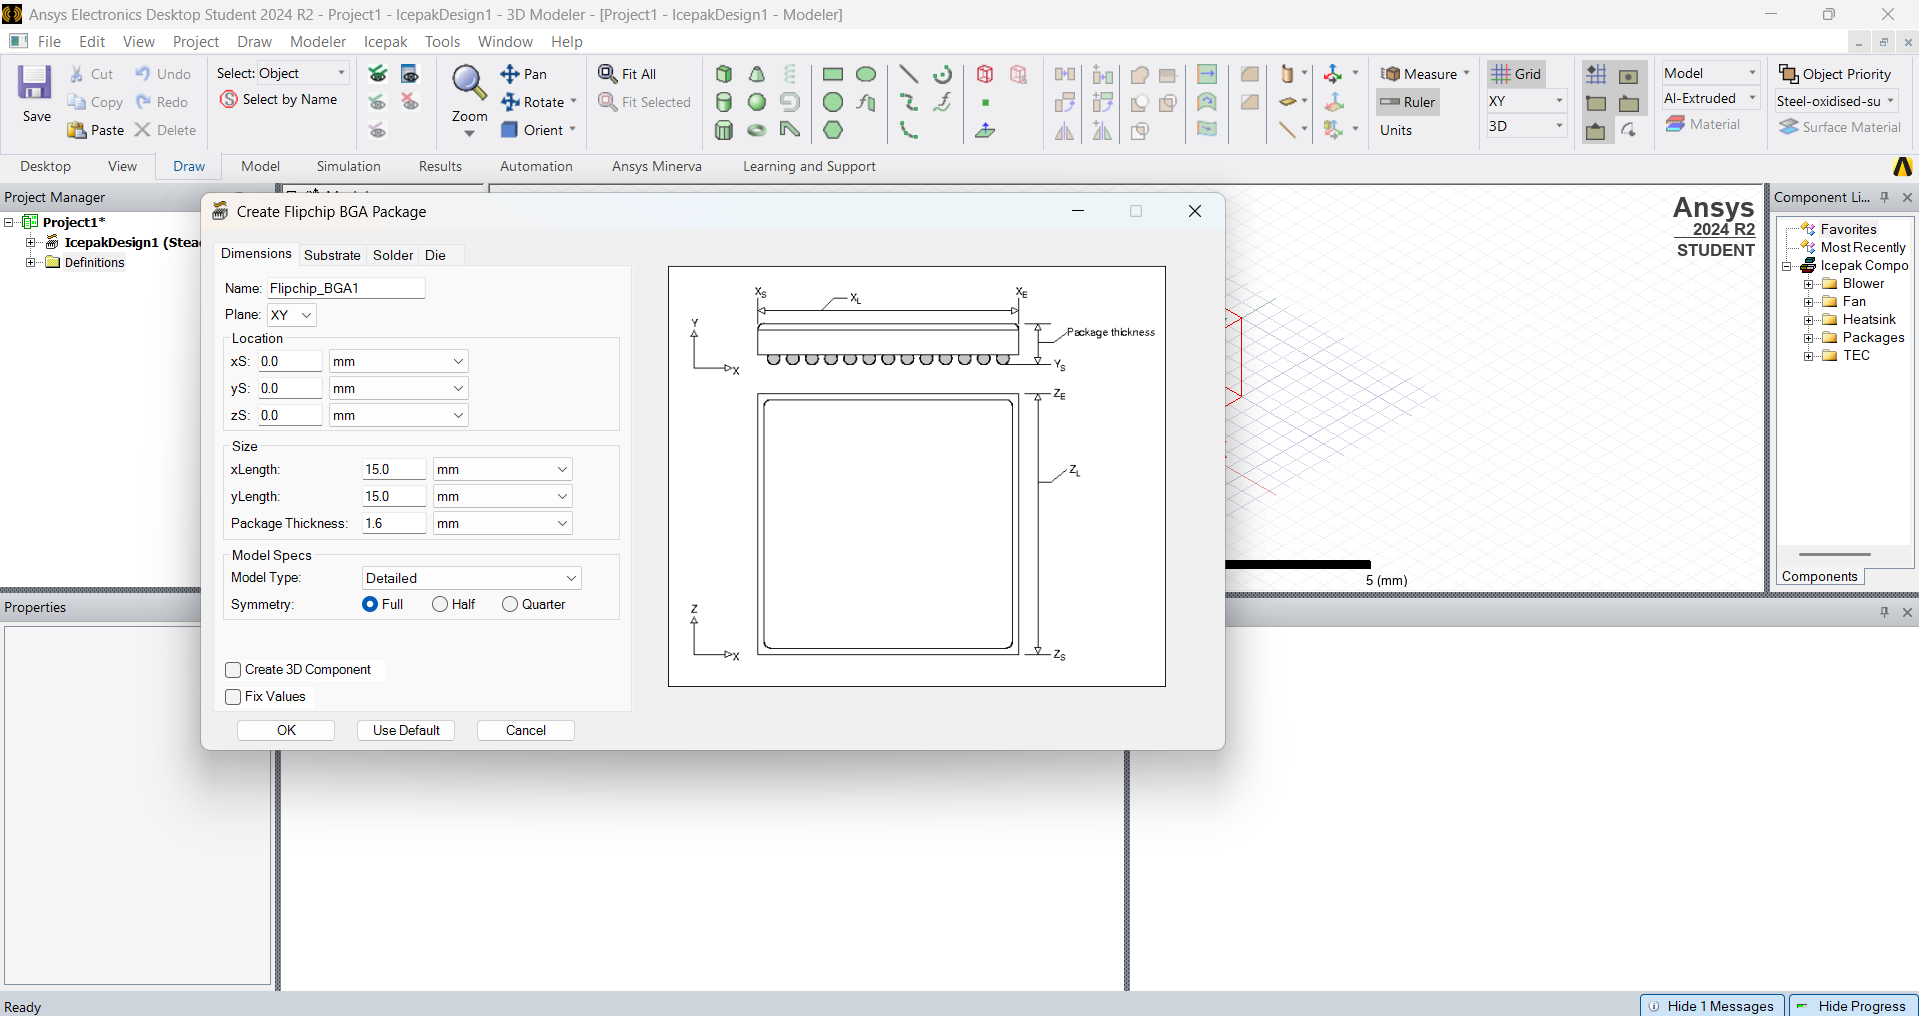 Ansys Electronics Desktop Student 2024 R2 - Project1 - IcepakDesign1 - 3D Modeler - [Project1 - IcepakDesign1 - Modeler]
File Edit View Project Draw Modeler Icepak Tools Window Help
Save
Cut
Copy
Paste
Undo
Redo
Delete
Select: Object
Select by Name
Zoom
Pan
Rotate
Orient
Fit All
Fit Selected
Measure
Ruler
Units
Grid
XY
3D
Model
Al-Extruded
Material
Object Priority
Steel-oxidised-su
Surface Material
Desktop View Draw Model Simulation Results Automation Ansys Minerva Learning and Support
Project Manager
Project1*
IcepakDesign1 (Stea
Definitions
Properties
Create Flipchip BGA Package
Dimensions Substrate Solder Die
Name: Flipchip_BGA1
Plane: XY
Location
xS: 0.0 mm
yS: 0.0 mm
zS: 0.0 mm
Size
xLength: 15.0 mm
yLength: 15.0 mm
Package Thickness: 1.6 mm
Model Specs
Model Type: Detailed
Symmetry: Full Half Quarter
Create 3D Component
Fix Values
OK Use Default Cancel
XS XL XE
Y
X
Package thickness
YS
ZE
ZL
Z
X
ZS
Ansys
2024 R2
STUDENT
5 (mm)
Component Li...
Favorites
Most Recently
Icepak Compo
Blower
Fan
Heatsink
Packages
TEC
Components
Ready
Hide 1 Messages
Hide Progress